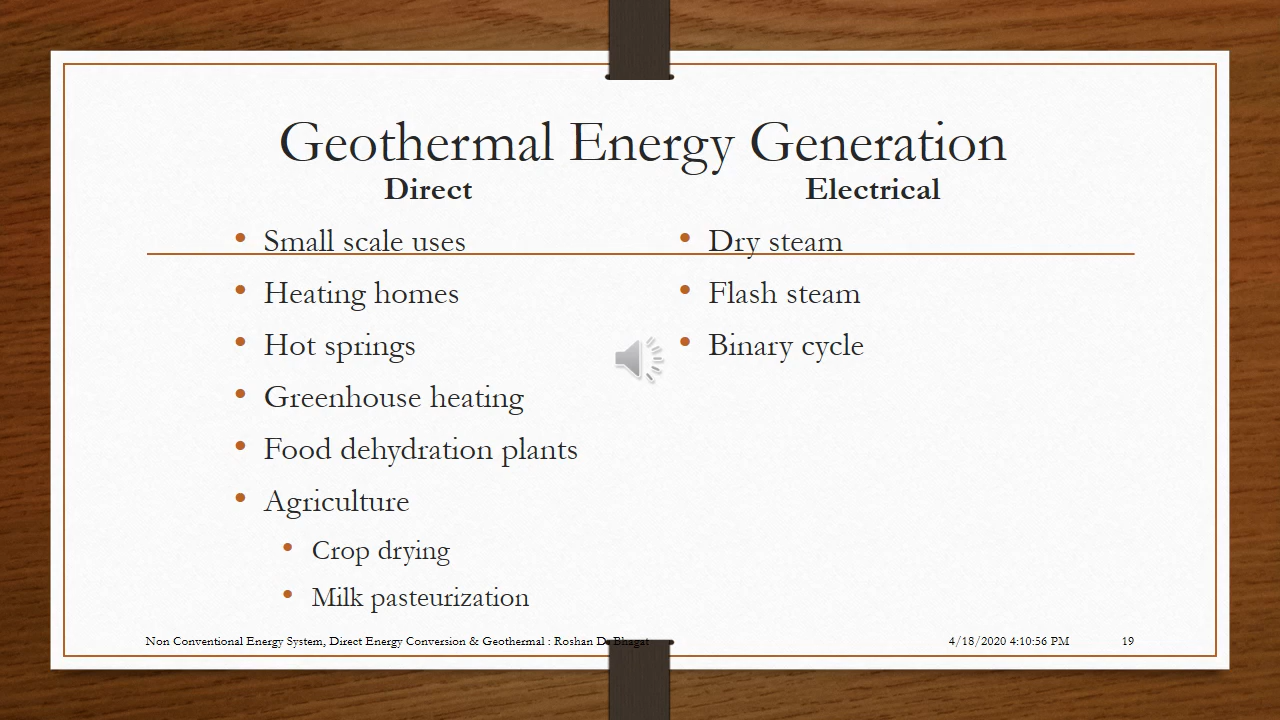 Geothermal Energy Generation
Direct
• Small scale uses
• Heating homes
• Hot springs
• Greenhouse heating
• Food dehydration plants
• Agriculture
• Crop drying
• Milk pasteurization
Electrical
• Dry steam
• Flash steam
• Binary cycle
Non Conventional Energy System, Direct Energy Conversion & Geothermal : Roshan D. Bhagat
4/18/2020 4:10:56 PM
19